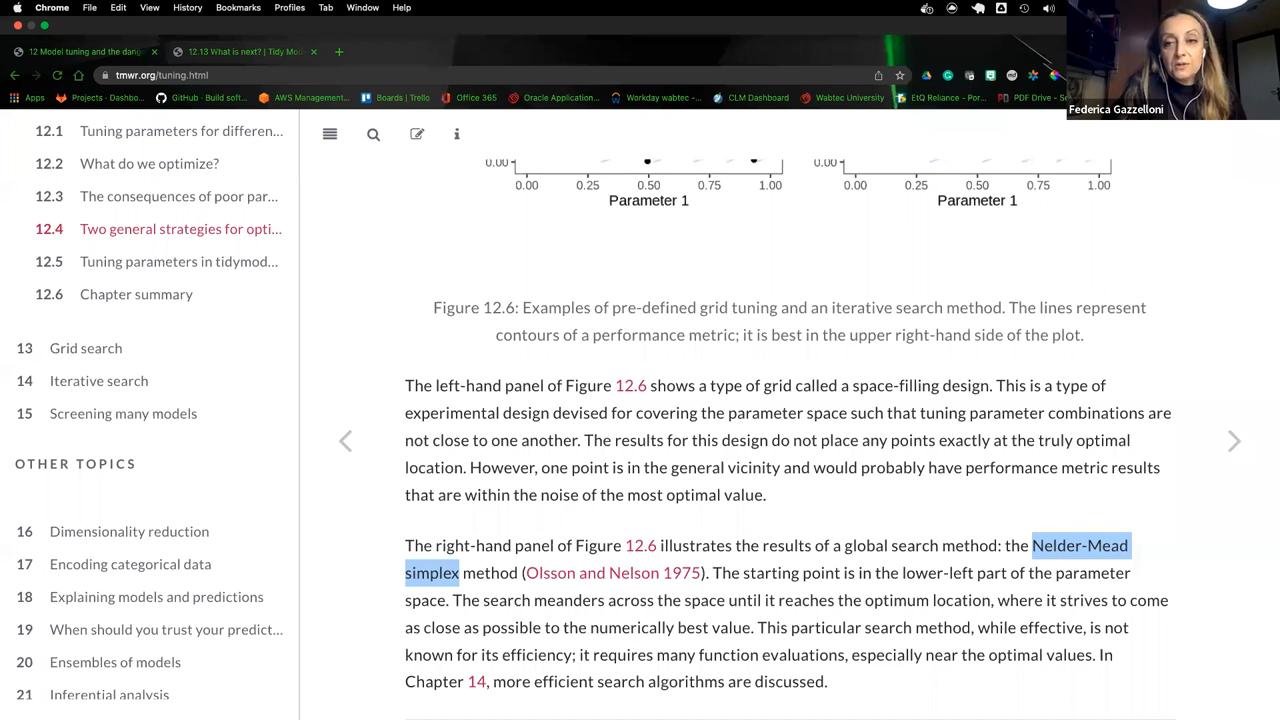 Chrome File Edit View History Bookmarks Profiles Tab Window Help
12 Model tuning and the dang
12.13 What is next? | Tidy Mod
tmwr.org/tuning.html
Apps Projects · Dashbo... GitHub · Build soft... AWS Management... Boards | Trello Office 365 Oracle Application... Workday wabtec -... CLM Dashboard Wabtec University EtQ Reliance - Por... PDF Drive - Se
Federica Gazzelloni
12.1 Tuning parameters for differen...
12.2 What do we optimize?
12.3 The consequences of poor par...
12.4 Two general strategies for opti...
12.5 Tuning parameters in tidymod...
12.6 Chapter summary
13 Grid search
14 Iterative search
15 Screening many models
OTHER TOPICS
16 Dimensionality reduction
17 Encoding categorical data
18 Explaining models and predictions
19 When should you trust your predict...
20 Ensembles of models
21 Inferential analysis
0.00 0.00
0.00 0.25 0.50 0.75 1.00 0.00 0.25 0.50 0.75 1.00
Parameter 1 Parameter 1
Figure 12.6: Examples of pre-defined grid tuning and an iterative search method. The lines represent
contours of a performance metric; it is best in the upper right-hand side of the plot.
The left-hand panel of Figure 12.6 shows a type of grid called a space-filling design. This is a type of
experimental design devised for covering the parameter space such that tuning parameter combinations are
not close to one another. The results for this design do not place any points exactly at the truly optimal
location. However, one point is in the general vicinity and would probably have performance metric results
that are within the noise of the most optimal value.
The right-hand panel of Figure 12.6 illustrates the results of a global search method: the Nelder-Mead
simplex method (Olsson and Nelson 1975). The starting point is in the lower-left part of the parameter
space. The search meanders across the space until it reaches the optimum location, where it strives to come
as close as possible to the numerically best value. This particular search method, while effective, is not
known for its efficiency; it requires many function evaluations, especially near the optimal values. In
Chapter 14, more efficient search algorithms are discussed.